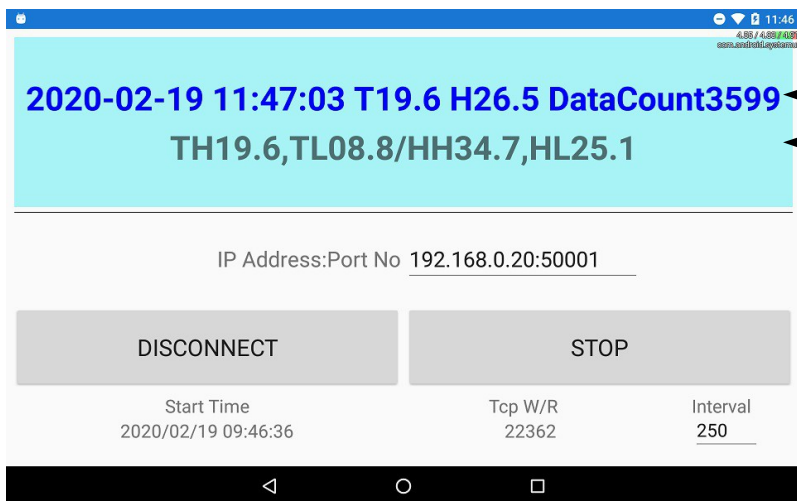 11:46
2020-02-19 11:47:03 T19.6 H26.5 DataCount3599
TH19.6,TL08.8/HH34.7,HL25.1
IP Address:Port No 192.168.0.20:50001
DISCONNECT STOP
Start Time Tcp W/R Interval
2020/02/19 09:46:36 22362 250